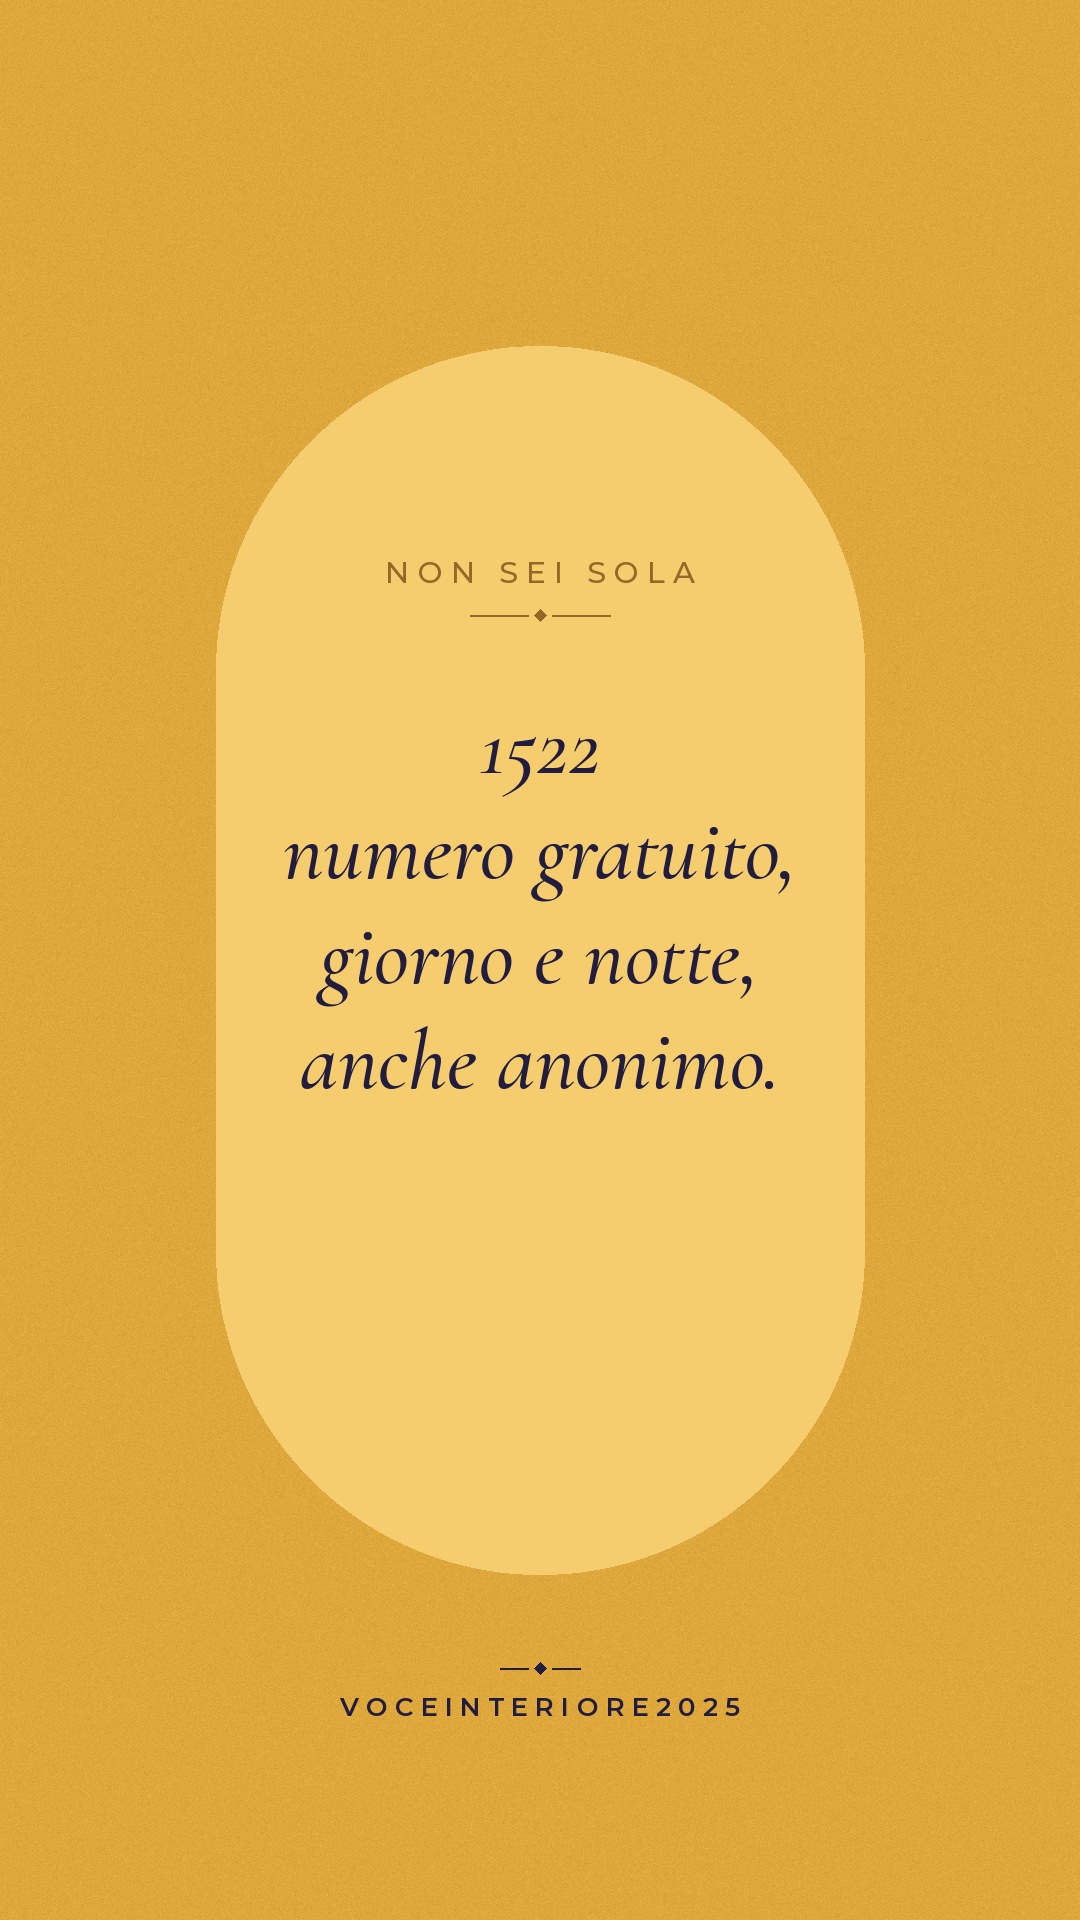 NON SEI SOLA
1522
numero gratuito,
giorno e notte,
anche anonimo.
VOCEINTERIORE2025